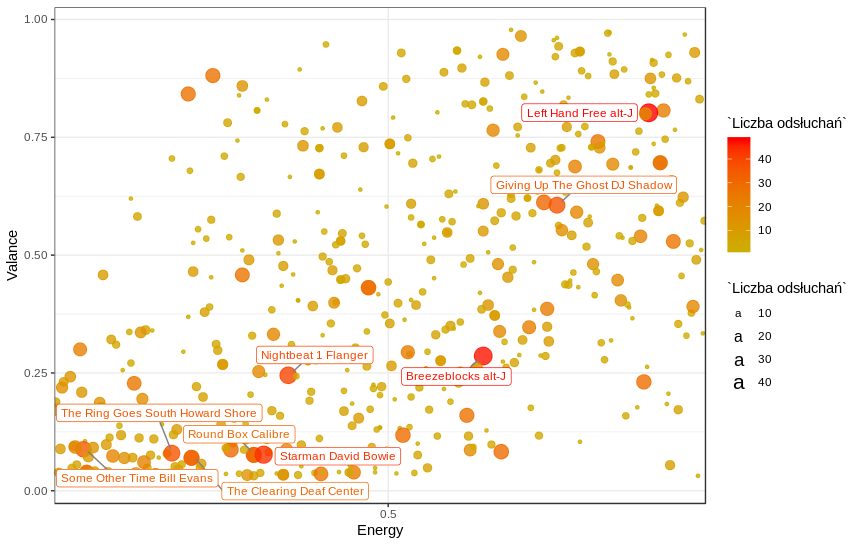 1.00
0.75
0.50
0.25
0.00
Valance
0.5
Energy
Left Hand Free alt-J
Giving Up The Ghost DJ Shadow
Nightbeat 1 Flanger
Breezeblocks alt-J
The Ring Goes South Howard Shore
Round Box Calibre
Starman David Bowie
Some Other Time Bill Evans
The Clearing Deaf Center
`Liczba odsłuchań`
40
30
20
10
`Liczba odsłuchań`
a 10
a 20
a 30
a 40